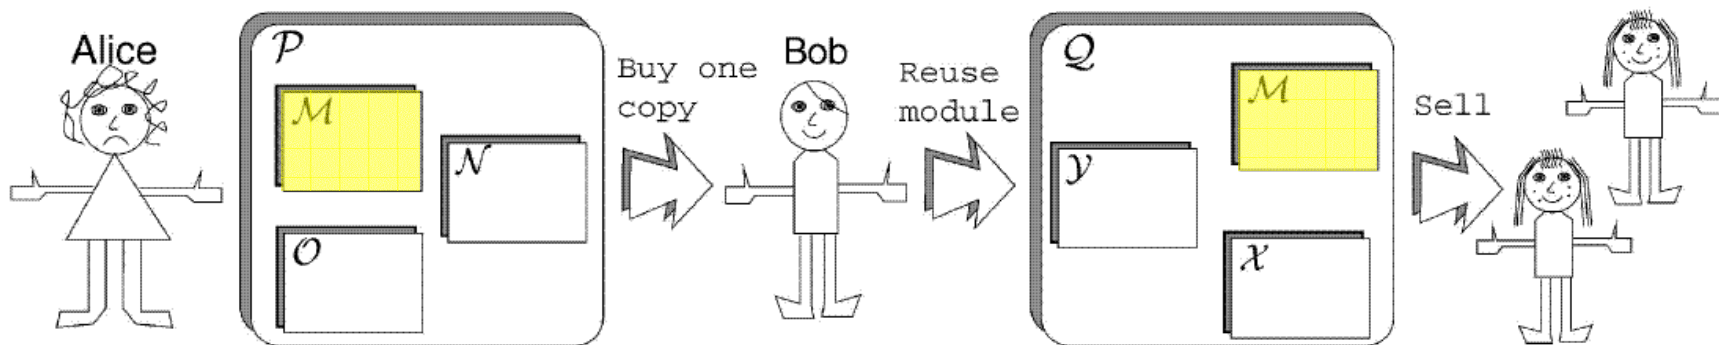 Alice
𝒫
ℳ
𝒩
𝒪
Buy one
copy
Bob
Reuse
module
𝒬
ℳ
𝒴
𝒳
Sell